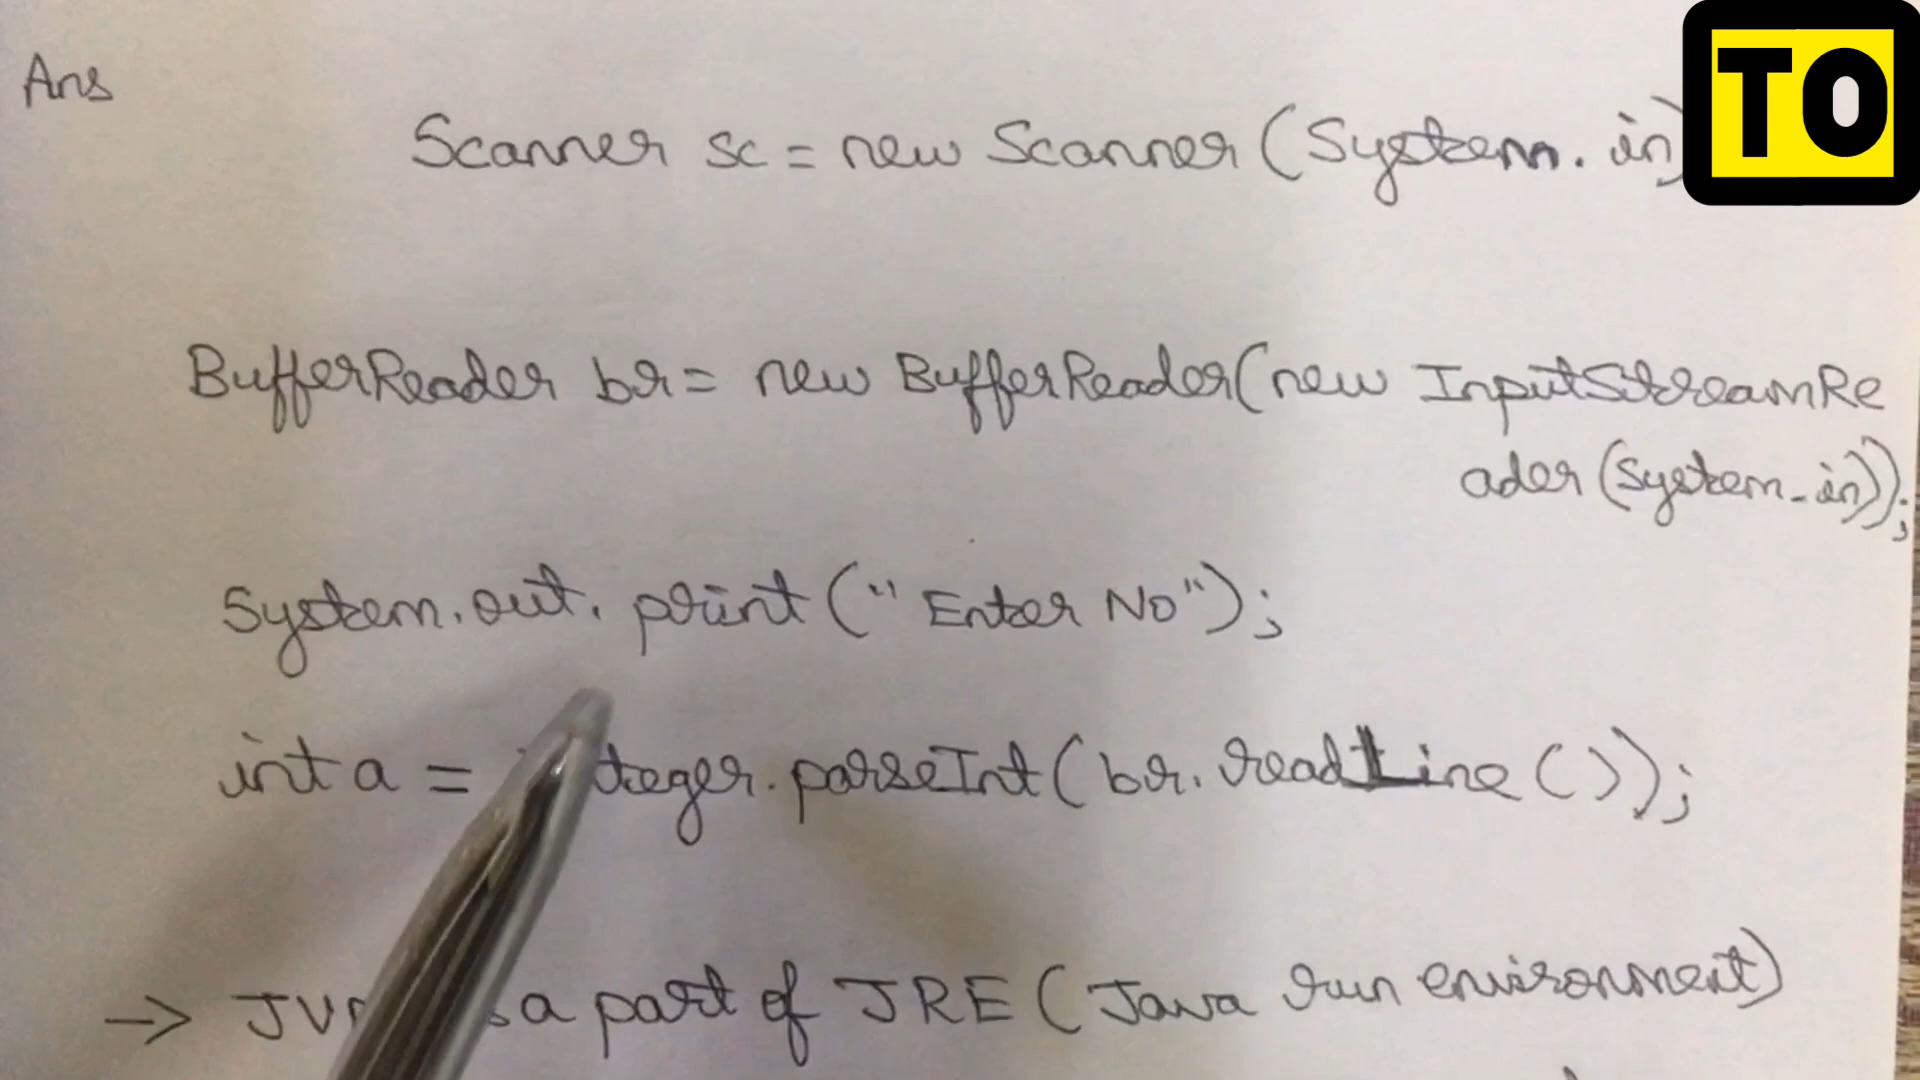 TO
Ans
Scanner sc = new Scanner (System.in)
BufferReader br = new BufferReader(new InputStreamRe
ader (System.in));
System.out.print ("Enter No");
int a = teger.parseInt (br.readLine ());
→ JV a part of JRE (Java run environment)